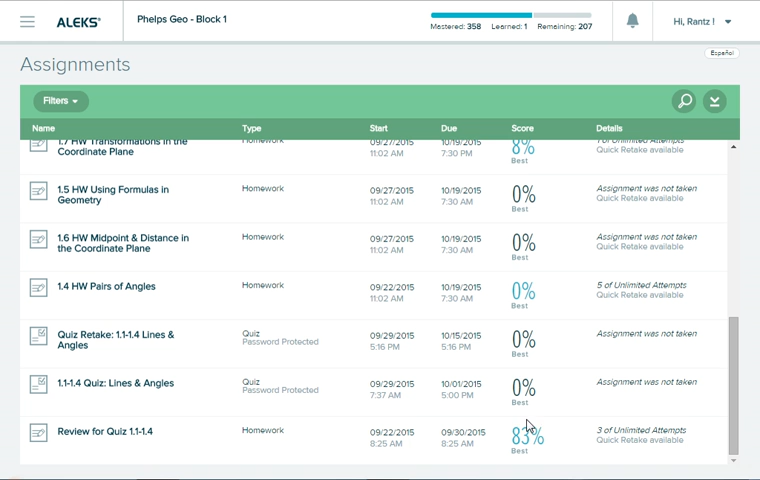 ALEKS®
Phelps Geo - Block 1
Mastered: 358 Learned: 1 Remaining: 207
Hi, Rantz !
Español
Assignments
Filters
Name Type Start Due Score Details
1.7 HW Transformations in the Coordinate Plane Homework 09/27/2015 11:02 AM 10/19/2015 7:30 PM 8% Best 1 of Unlimited Attempts Quick Retake available
1.5 HW Using Formulas in Geometry Homework 09/27/2015 11:02 AM 10/19/2015 7:30 AM 0% Best Assignment was not taken Quick Retake available
1.6 HW Midpoint & Distance in the Coordinate Plane Homework 09/27/2015 11:02 AM 10/19/2015 7:30 AM 0% Best Assignment was not taken Quick Retake available
1.4 HW Pairs of Angles Homework 09/22/2015 11:02 AM 10/19/2015 7:30 AM 0% Best 5 of Unlimited Attempts Quick Retake available
Quiz Retake: 1.1-1.4 Lines & Angles Quiz Password Protected 09/29/2015 5:16 PM 10/15/2015 5:16 PM 0% Best Assignment was not taken
1.1-1.4 Quiz: Lines & Angles Quiz Password Protected 09/29/2015 7:37 AM 10/01/2015 5:00 PM 0% Best Assignment was not taken
Review for Quiz 1.1-1.4 Homework 09/22/2015 8:25 AM 09/30/2015 8:25 AM 83% Best 3 of Unlimited Attempts Quick Retake available